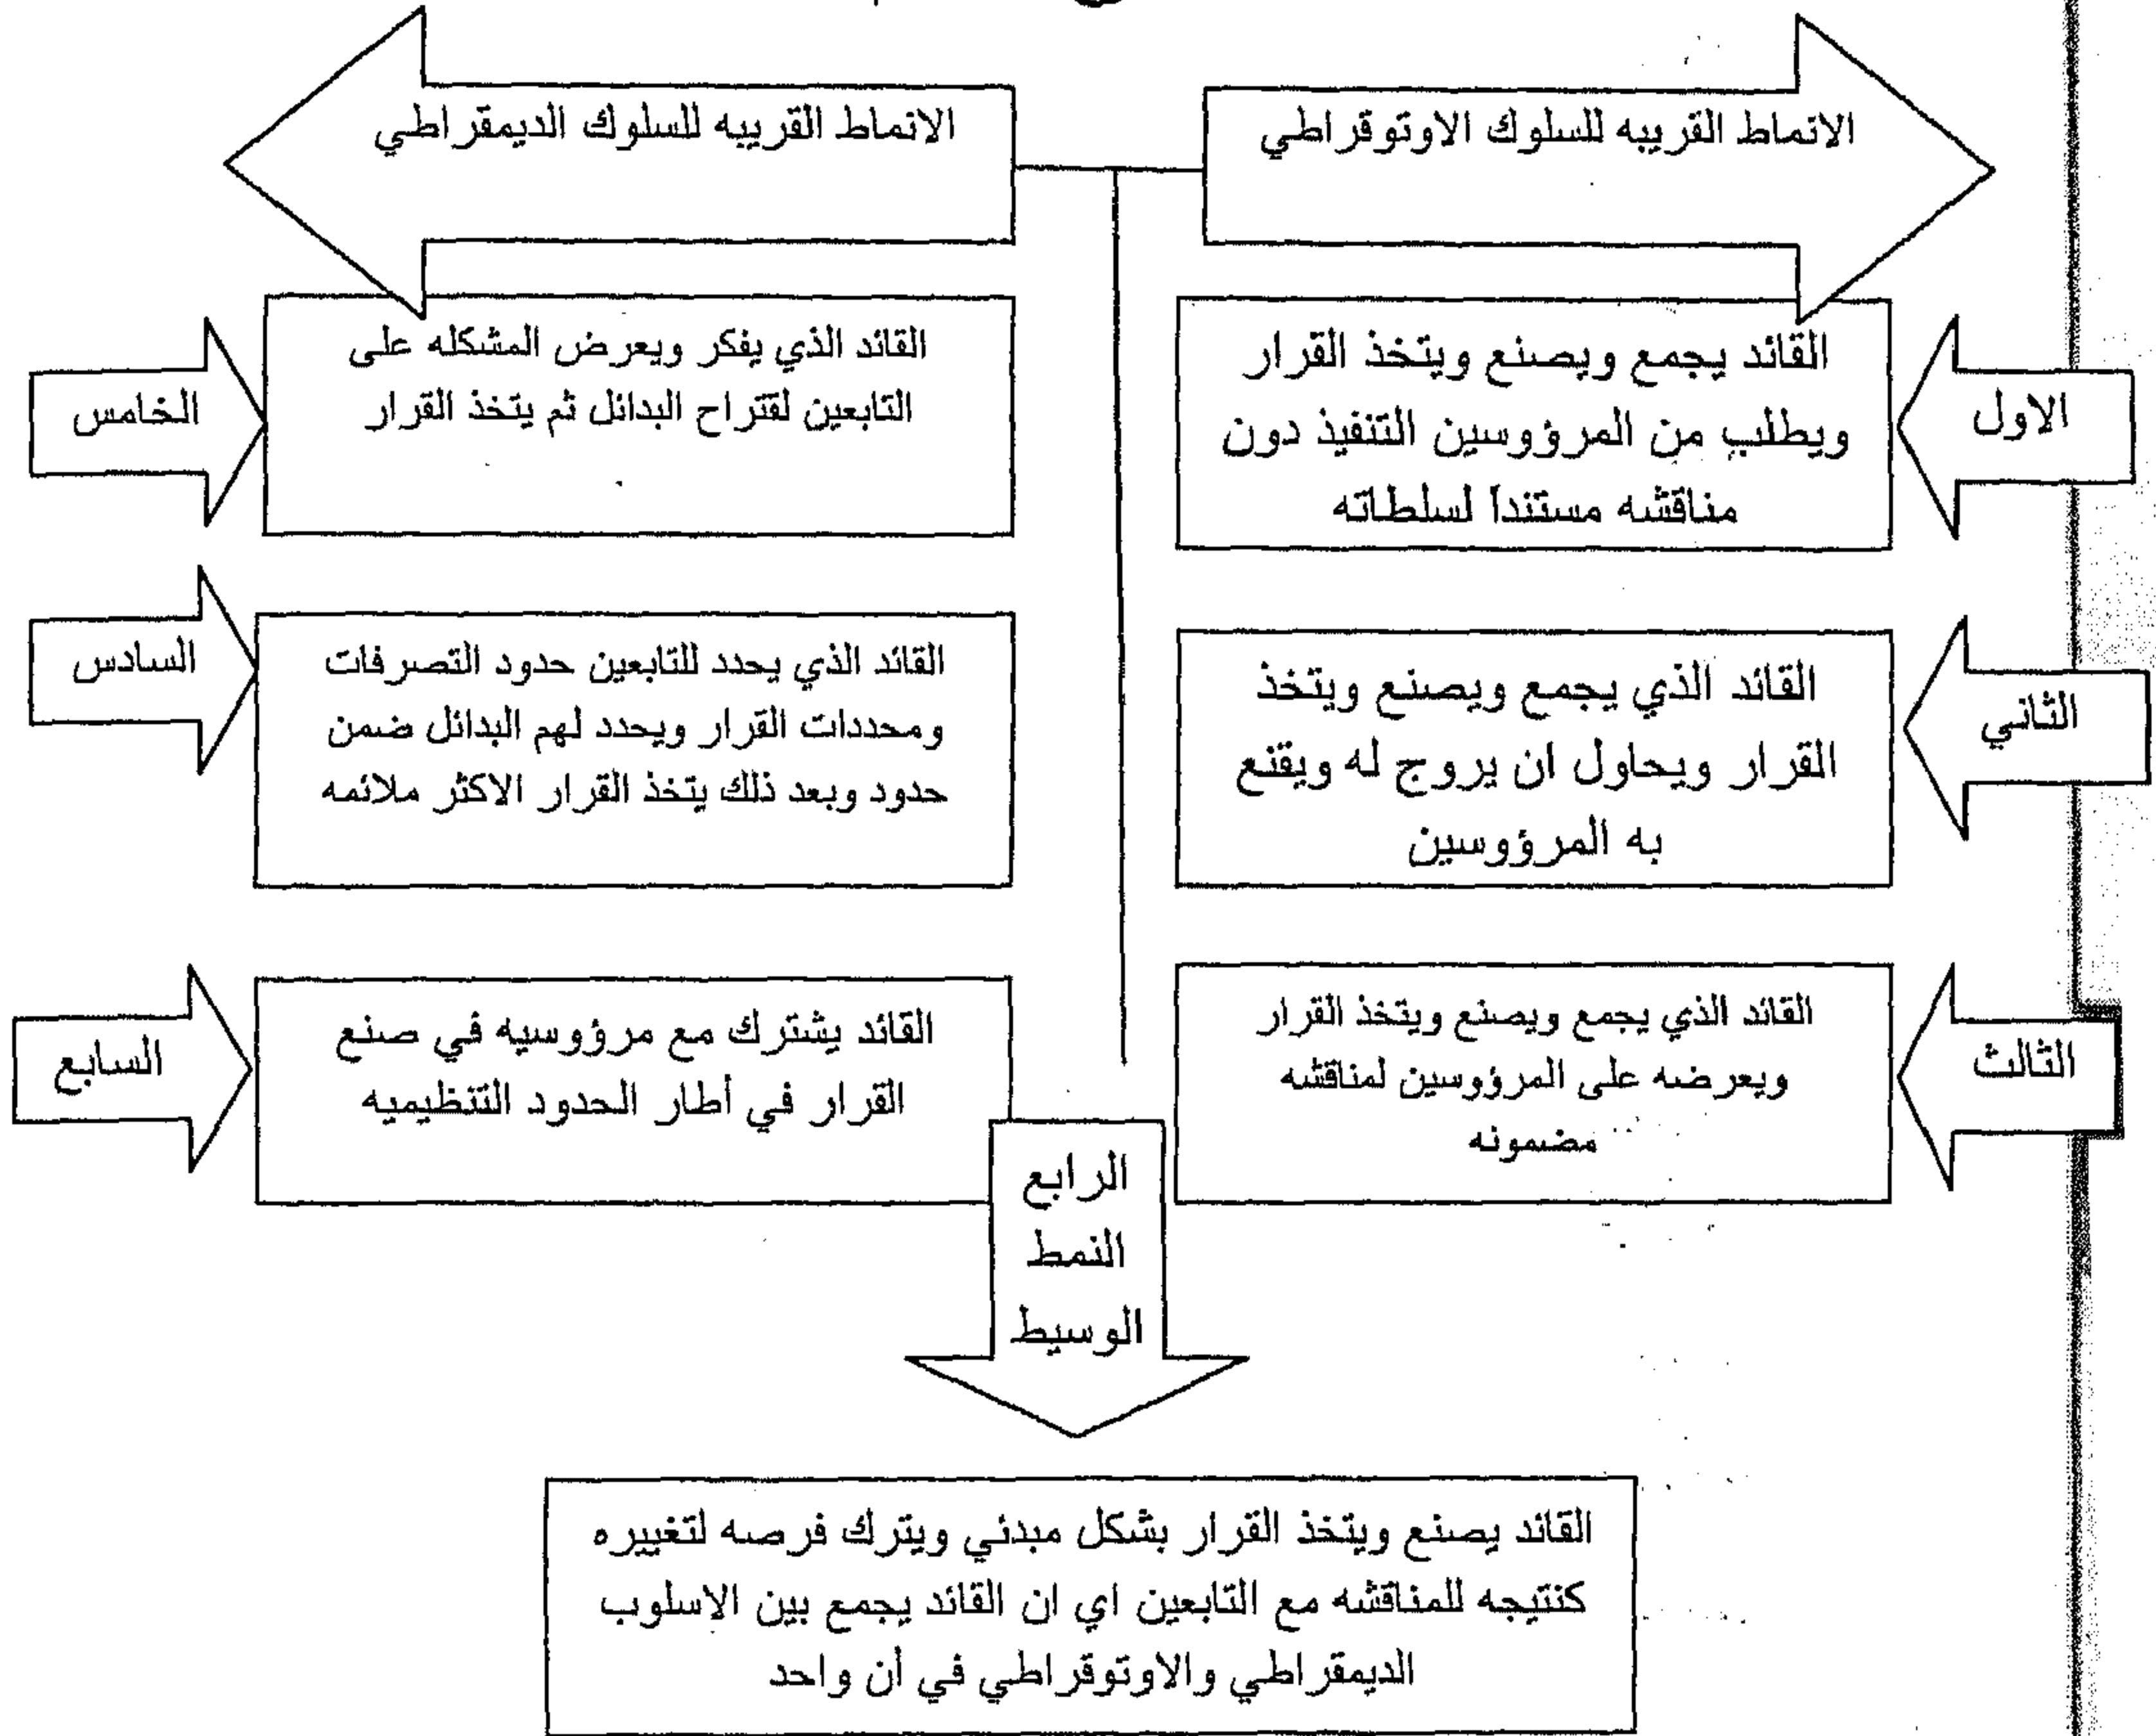 الانماط القريبه للسلوك الاوتوقراطي
الانماط القريبه للسلوك الديمقراطي
الاول
القائد يجمع ويصنع ويتخذ القرار
ويطلب من المرؤوسين التنفيذ دون
مناقشه مستنداً لسلطاته
الثاني
القائد الذي يجمع ويصنع ويتخذ
القرار ويحاول ان يروج له ويقنع
به المرؤوسين
الثالث
القائد الذي يجمع ويصنع ويتخذ القرار
ويعرضه على المرؤوسين لمناقشه
مضمونه
الرابع
النمط
الوسيط
القائد يصنع ويتخذ القرار بشكل مبدئي ويترك فرصه لتغييره
كنتيجه للمناقشه مع التابعين اي ان القائد يجمع بين الاسلوب
الديمقراطي والاوتوقراطي في أن واحد
الخامس
القائد الذي يفكر ويعرض المشكله على
التابعين لقتراح البدائل ثم يتخذ القرار
السادس
القائد الذي يحدد للتابعين حدود التصرفات
ومحددات القرار ويحدد لهم البدائل ضمن
حدود وبعد ذلك يتخذ القرار الاكثر ملائمه
السابع
القائد يشترك مع مرؤوسيه في صنع
القرار في أطار الحدود التنظيميه